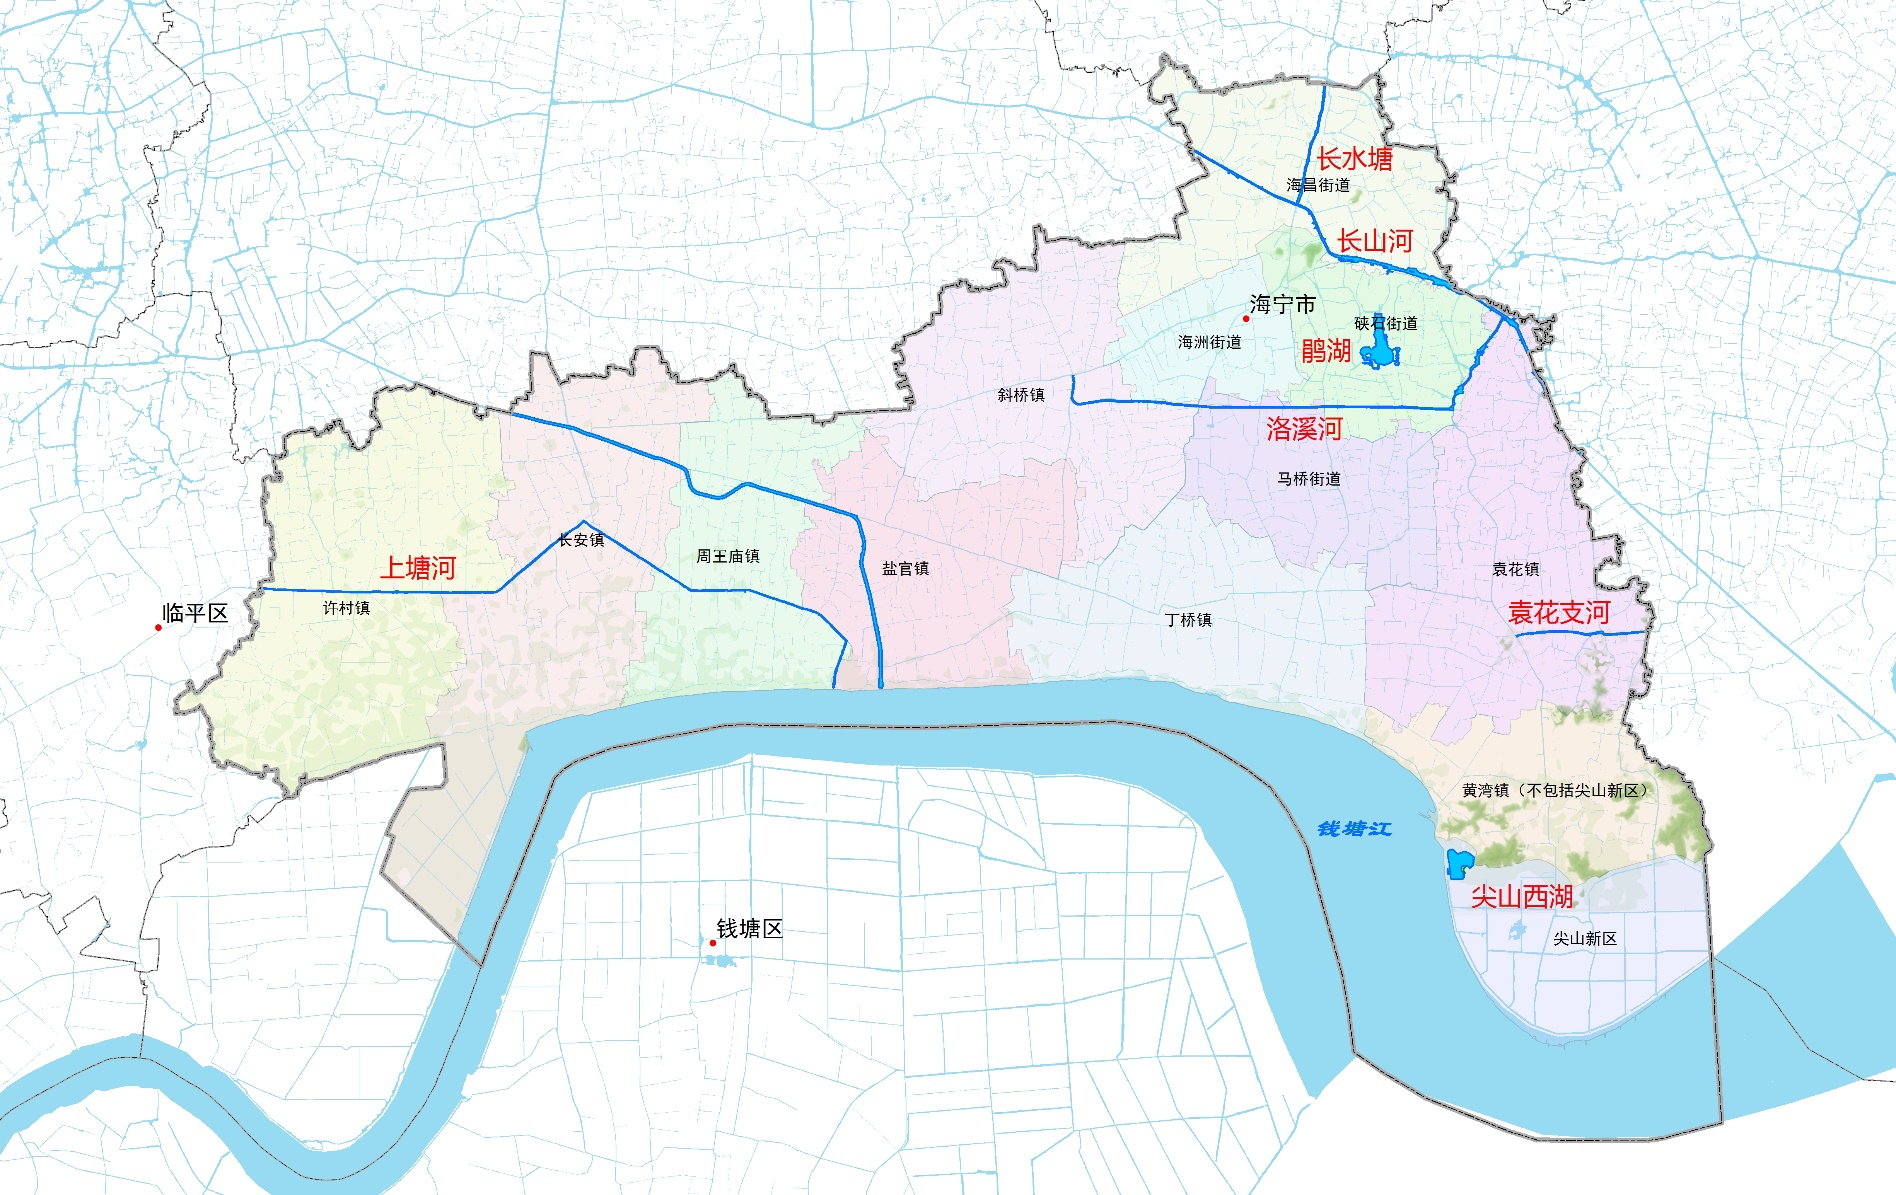 长水塘
海昌街道
长山河
海宁市
硖石街道
海洲街道
鹃湖
斜桥镇
洛溪河
马桥街道
长安镇
周王庙镇
上塘河
盐官镇
袁花镇
许村镇
临平区
袁花支河
丁桥镇
黄湾镇（不包括尖山新区）
钱塘江
尖山西湖
钱塘区
尖山新区